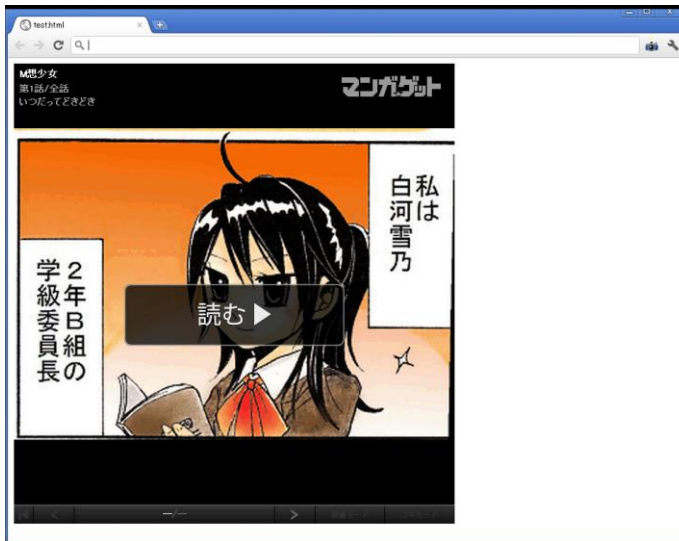 test.html
M想少女
第1話/全話
いつだってどきどき
マンガゲット
私は
白河雪乃
2年B組の
学級委員長
読む
―/―